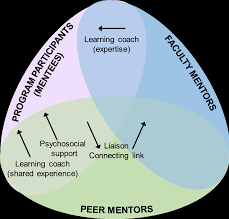 Learning coach
(expertise)
PROGRAM PARTICIPANTS
(MENTEES)
FACULTY MENTORS
Psychosocial
support
Liaison
Connecting link
Learning coach
(shared experience)
PEER MENTORS